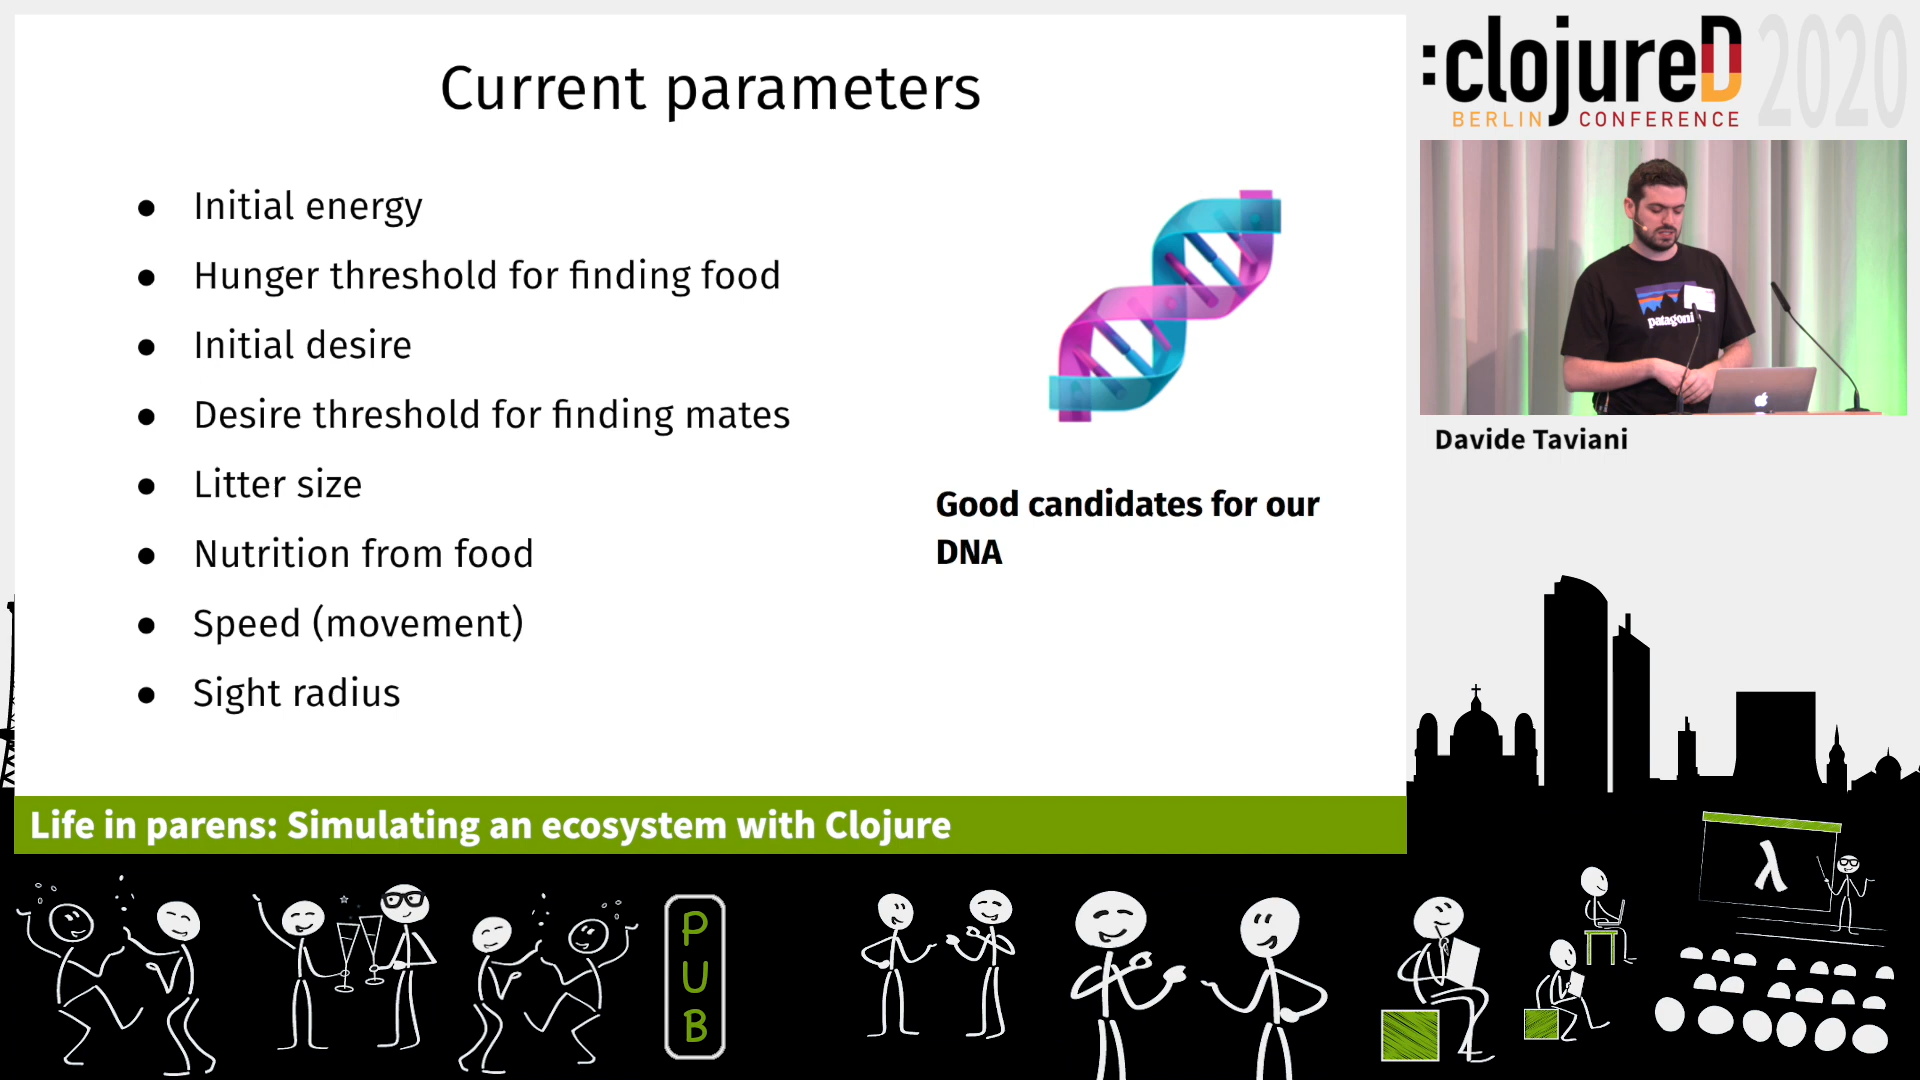 Current parameters
● Initial energy
● Hunger threshold for finding food
● Initial desire
● Desire threshold for finding mates
● Litter size
● Nutrition from food
● Speed (movement)
● Sight radius
Good candidates for our
DNA
:clojureD 2020
BERLIN CONFERENCE
patagoni
Davide Taviani
Life in parens: Simulating an ecosystem with Clojure
PUB
λ